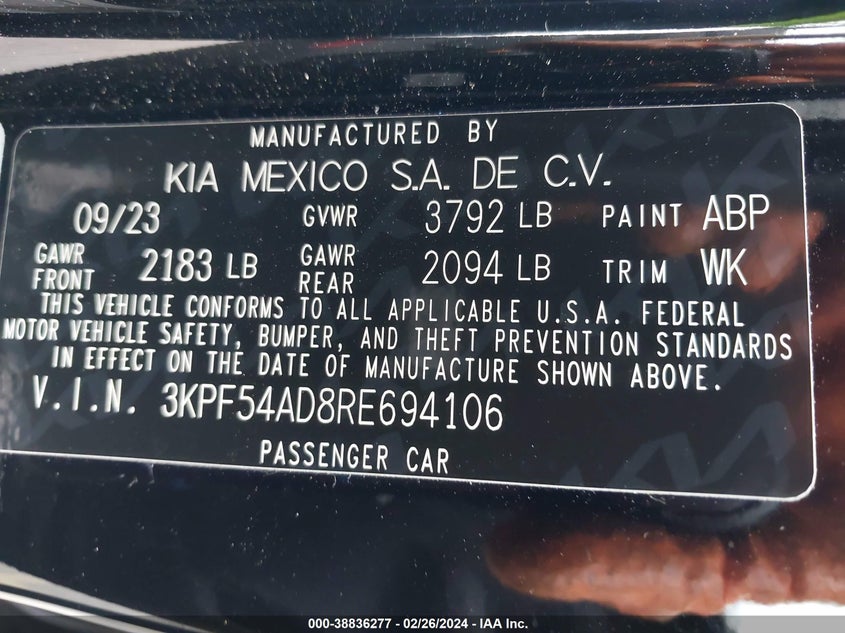 MANUFACTURED BY
KIA MEXICO S.A. DE C.V.
09/23 GVWR 3792 LB PAINT ABP
GAWR FRONT 2183 LB GAWR REAR 2094 LB TRIM WK
THIS VEHICLE CONFORMS TO ALL APPLICABLE U.S.A. FEDERAL
MOTOR VEHICLE SAFETY, BUMPER, AND THEFT PREVENTION STANDARDS
IN EFFECT ON THE DATE OF MANUFACTURE SHOWN ABOVE.
V.I.N. 3KPF54AD8RE694106
PASSENGER CAR
000-38836277 - 02/26/2024 - IAA Inc.